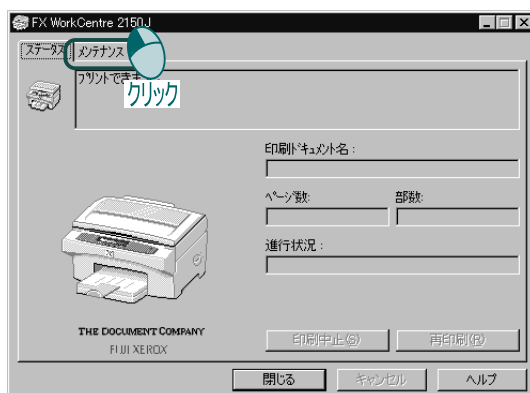 FX WorkCentre 2150J
ステータス メンテナンス
プリントできま
クリック
印刷ドキュメント名：
ページ数： 部数：
進行状況：
THE DOCUMENT COMPANY
FUJI XEROX
印刷中止(S) 再印刷(R)
閉じる キャンセル ヘルプ